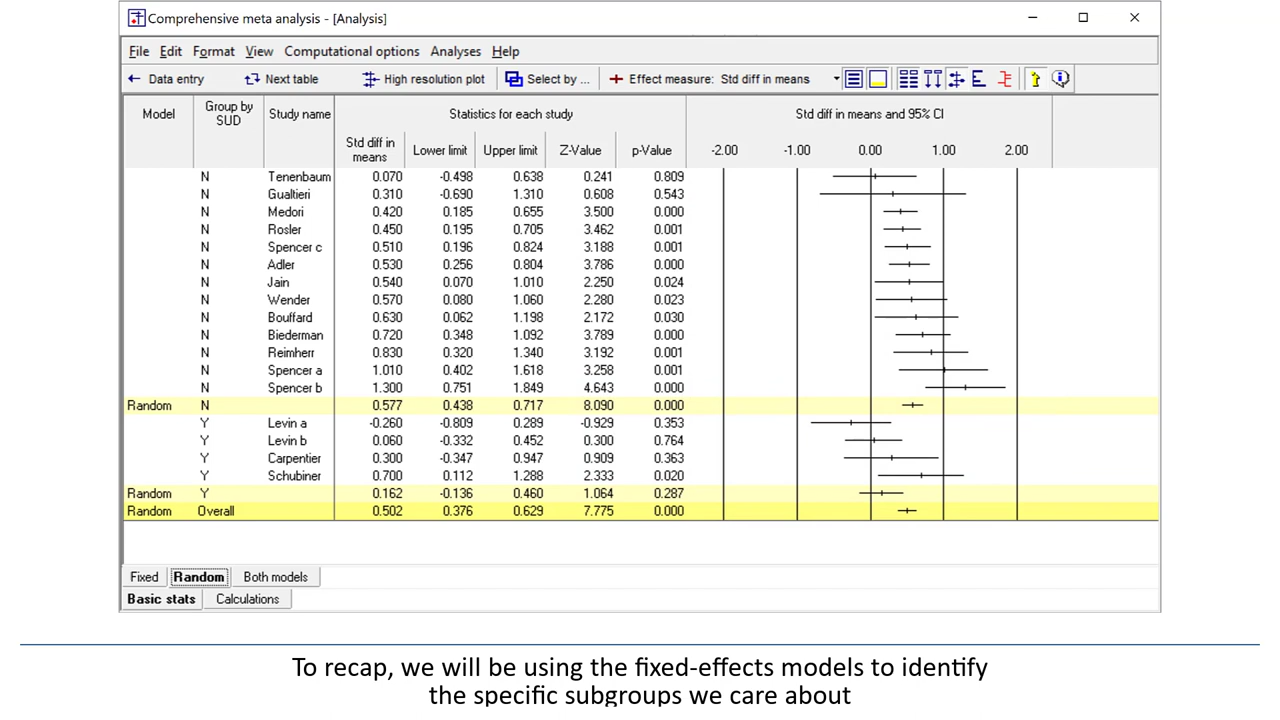 Comprehensive meta analysis - [Analysis]
File Edit Format View Computational options Analyses Help
Data entry Next table High resolution plot Select by ... Effect measure: Std diff in means
Model Group by SUD Study name Statistics for each study Std diff in means and 95% CI
Std diff in means Lower limit Upper limit Z-Value p-Value -2.00 -1.00 0.00 1.00 2.00
N Tenenbaum 0.070 -0.498 0.638 0.241 0.809
N Gualtieri 0.310 -0.690 1.310 0.608 0.543
N Medori 0.420 0.185 0.655 3.500 0.000
N Rosler 0.450 0.195 0.705 3.462 0.001
N Spencer c 0.510 0.196 0.824 3.188 0.001
N Adler 0.530 0.256 0.804 3.786 0.000
N Jain 0.540 0.070 1.010 2.250 0.024
N Wender 0.570 0.080 1.060 2.280 0.023
N Bouffard 0.630 0.062 1.198 2.172 0.030
N Biederman 0.720 0.348 1.092 3.789 0.000
N Reimherr 0.830 0.320 1.340 3.192 0.001
N Spencer a 1.010 0.402 1.618 3.258 0.001
N Spencer b 1.300 0.751 1.849 4.643 0.000
Random N 0.577 0.438 0.717 8.090 0.000
Y Levin a -0.260 -0.809 0.289 -0.929 0.353
Y Levin b 0.060 -0.332 0.452 0.300 0.764
Y Carpentier 0.300 -0.347 0.947 0.909 0.363
Y Schubiner 0.700 0.112 1.288 2.333 0.020
Random Y 0.162 -0.136 0.460 1.064 0.287
Random Overall 0.502 0.376 0.629 7.775 0.000
Fixed Random Both models
Basic stats Calculations
To recap, we will be using the fixed-effects models to identify
the specific subgroups we care about